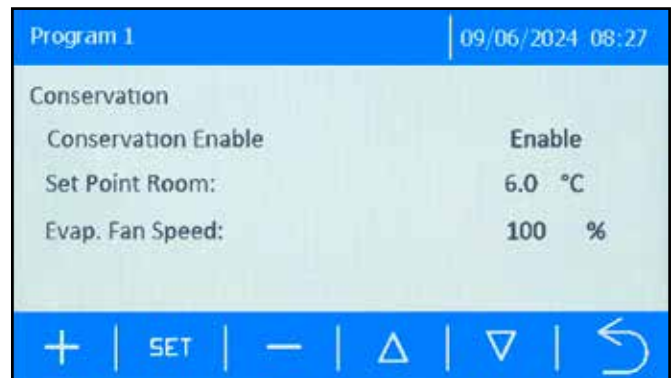 Program 1 09/06/2024 08:27
Conservation
Conservation Enable Enable
Set Point Room: 6.0 °C
Evap. Fan Speed: 100 %
+ SET −